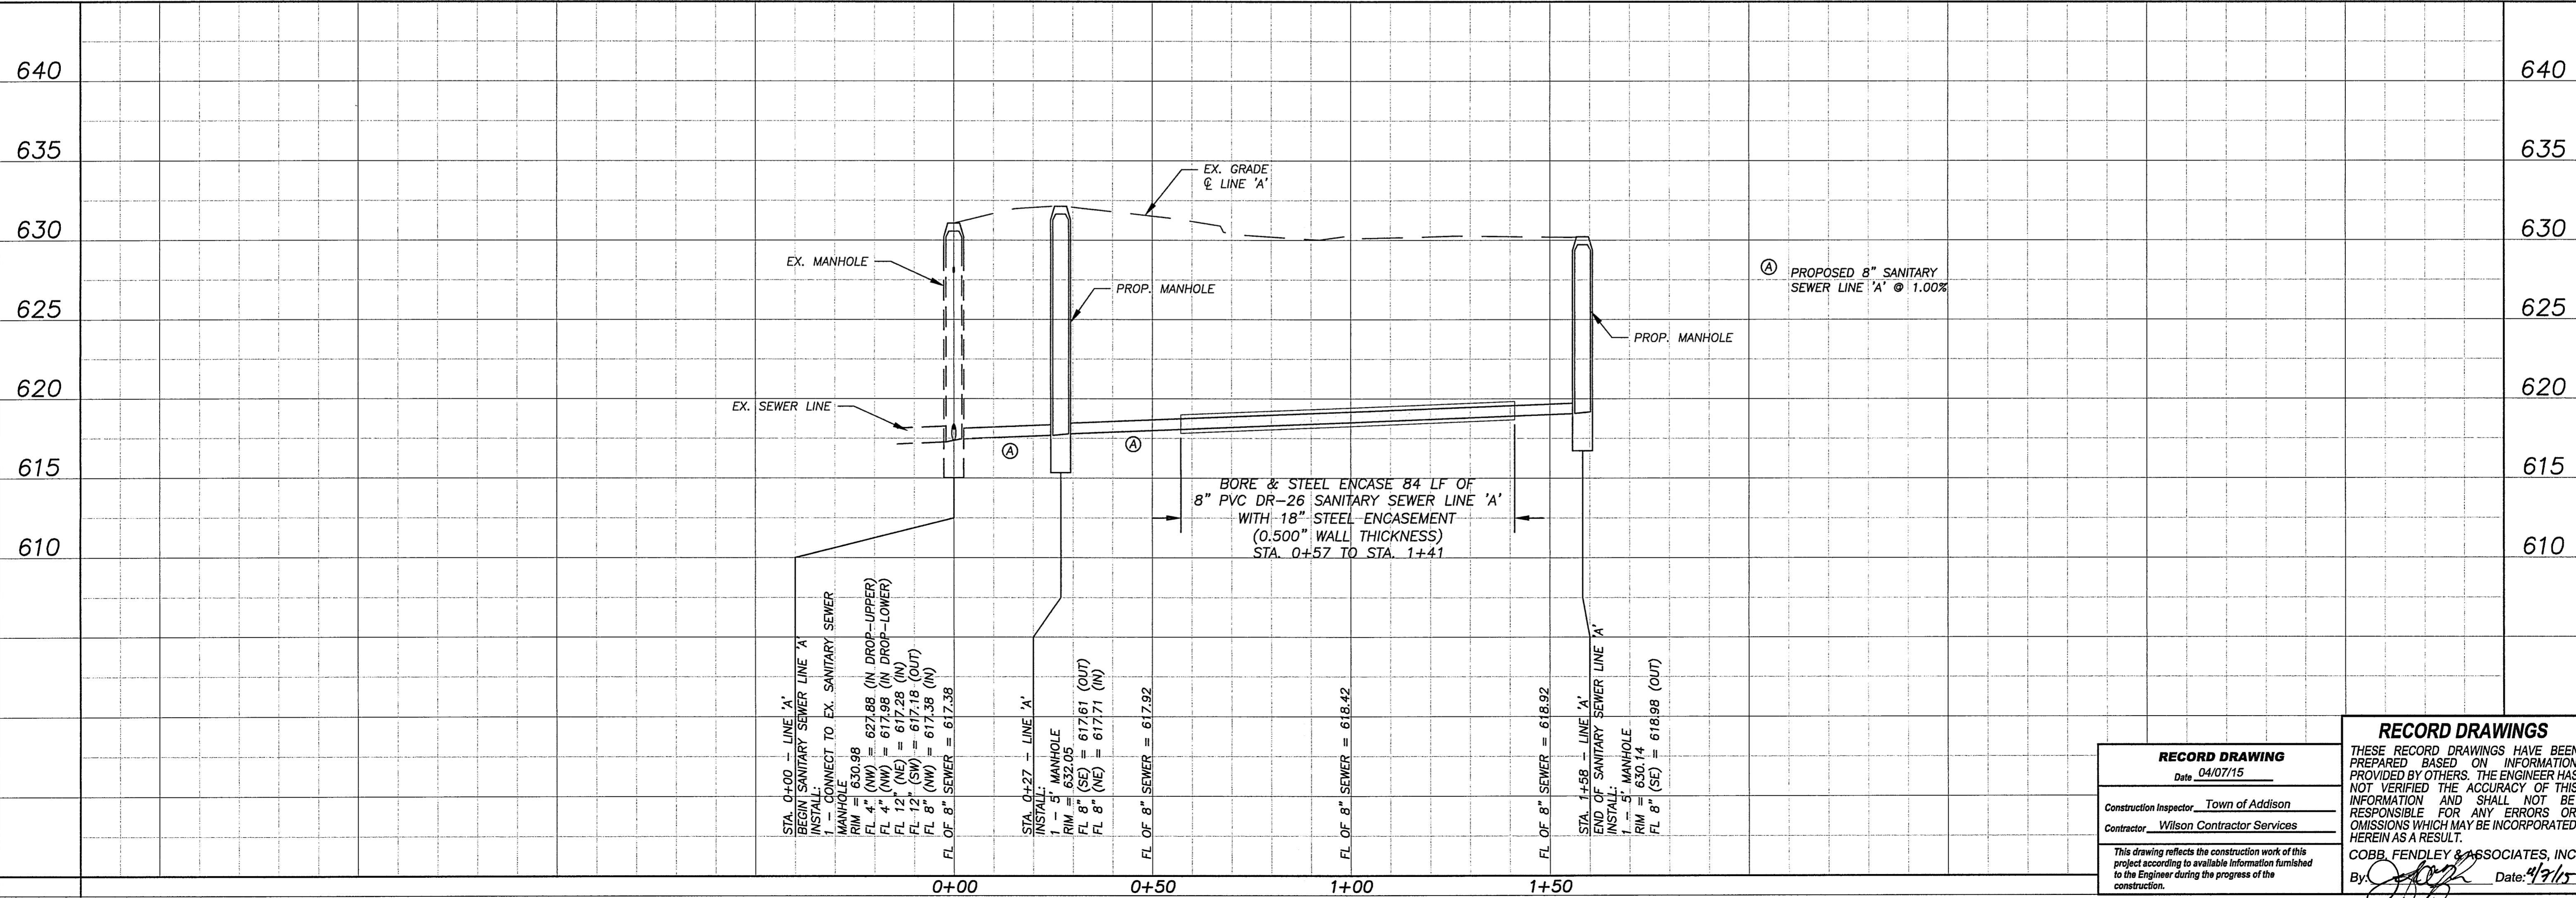 640
635
630
625
620
615
610
640
635
630
625
620
615
610
EX. GRADE
℄ LINE 'A'
EX. MANHOLE
PROP. MANHOLE
Ⓐ PROPOSED 8" SANITARY
SEWER LINE 'A' @ 1.00%
PROP. MANHOLE
EX. SEWER LINE
Ⓐ
Ⓐ
BORE & STEEL ENCASE 84 LF OF
8" PVC DR-26 SANITARY SEWER LINE 'A'
WITH 18" STEEL ENCASEMENT
(0.500" WALL THICKNESS)
STA. 0+57 TO STA. 1+41
STA. 0+00 - LINE 'A'
BEGIN SANITARY SEWER LINE 'A'
INSTALL:
1 - CONNECT TO EX. SANITARY SEWER
MANHOLE
RIM = 630.98
FL 4" (NW) = 627.88 (IN DROP-UPPER)
FL 4" (NW) = 617.98 (IN DROP-LOWER)
FL 12" (NE) = 617.28 (IN)
FL 12" (SW) = 617.18 (OUT)
FL 8" (NW) = 617.38 (IN)
FL OF 8" SEWER = 617.38
STA. 0+27 - LINE 'A'
INSTALL:
1 - 5' MANHOLE
RIM = 632.05
FL 8" (SE) = 617.61 (OUT)
FL 8" (NE) = 617.71 (IN)
FL OF 8" SEWER = 617.92
FL OF 8" SEWER = 618.42
FL OF 8" SEWER = 618.92
STA. 1+58 - LINE 'A'
END OF SANITARY SEWER LINE 'A'
INSTALL:
1 - 5' MANHOLE
RIM = 630.14
FL 8" (SE) = 618.98 (OUT)
0+00
0+50
1+00
1+50
RECORD DRAWING
Date 04/07/15
Construction Inspector Town of Addison
Contractor Wilson Contractor Services
This drawing reflects the construction work of this
project according to available information furnished
to the Engineer during the progress of the
construction.
RECORD DRAWINGS
THESE RECORD DRAWINGS HAVE BEEN
PREPARED BASED ON INFORMATION
PROVIDED BY OTHERS. THE ENGINEER HAS
NOT VERIFIED THE ACCURACY OF THIS
INFORMATION AND SHALL NOT BE
RESPONSIBLE FOR ANY ERRORS OR
OMISSIONS WHICH MAY BE INCORPORATED
HEREIN AS A RESULT.
COBB, FENDLEY & ASSOCIATES, INC
By: Date: 4/7/15